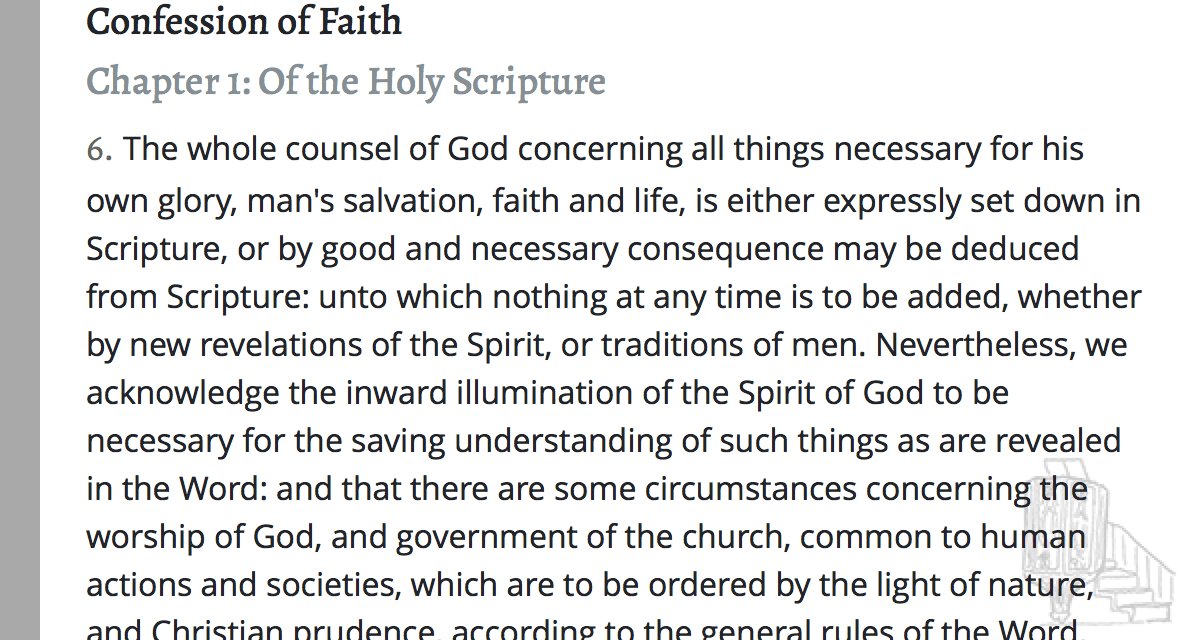 Confession of Faith
Chapter 1: Of the Holy Scripture
6. The whole counsel of God concerning all things necessary for his
own glory, man's salvation, faith and life, is either expressly set down in
Scripture, or by good and necessary consequence may be deduced
from Scripture: unto which nothing at any time is to be added, whether
by new revelations of the Spirit, or traditions of men. Nevertheless, we
acknowledge the inward illumination of the Spirit of God to be
necessary for the saving understanding of such things as are revealed
in the Word: and that there are some circumstances concerning the
worship of God, and government of the church, common to human
actions and societies, which are to be ordered by the light of nature,
and Christian prudence, according to the general rules of the Word,